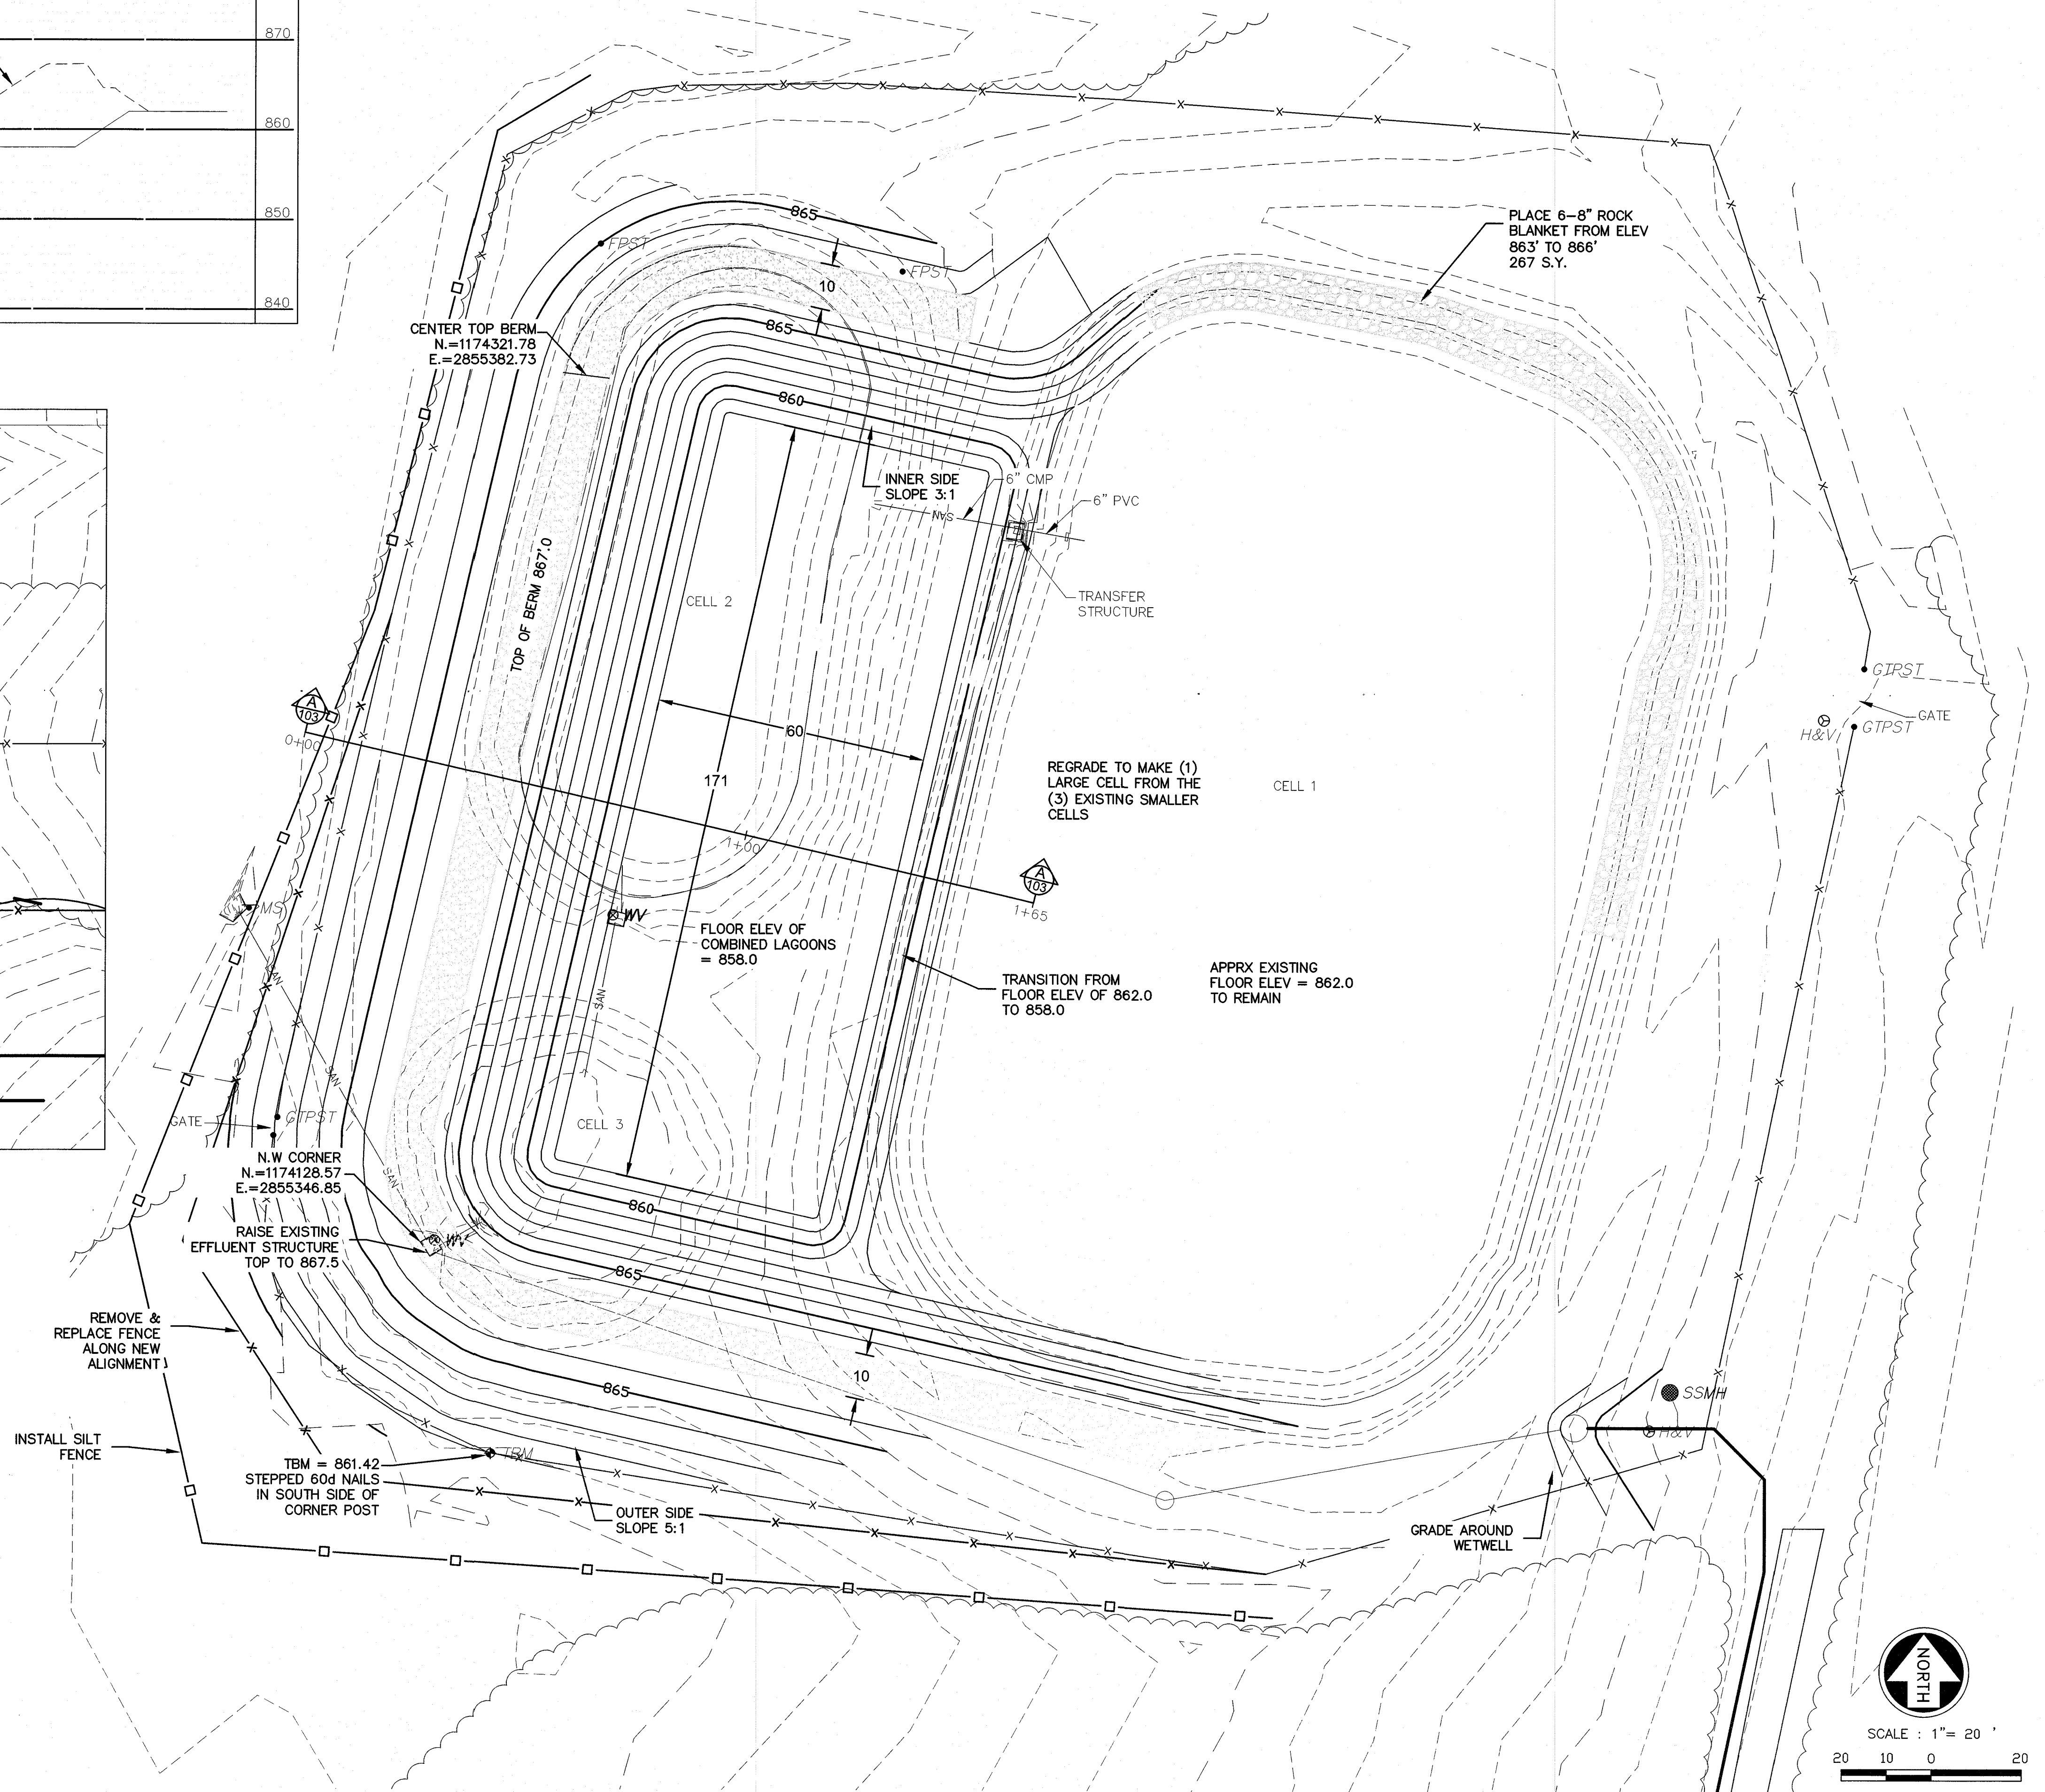 870
860
850
840
865
FPST
FPST
10
865
PLACE 6-8" ROCK
BLANKET FROM ELEV
863' TO 866'
267 S.Y.
CENTER TOP BERM
N.=1174321.78
E.=2855382.73
860
INNER SIDE
SLOPE 3:1
6" CMP
6" PVC
SAN
TOP OF BERM 867'.0
CELL 2
TRANSFER
STRUCTURE
A
103
0+00
60
171
1+00
REGRADE TO MAKE (1)
LARGE CELL FROM THE
(3) EXISTING SMALLER
CELLS
CELL 1
GTPST
GATE
H&V
GTPST
A
103
1+65
MS
WV
FLOOR ELEV OF
COMBINED LAGOONS
= 858.0
SAN
SAN
TRANSITION FROM
FLOOR ELEV OF 862.0
TO 858.0
APPRX EXISTING
FLOOR ELEV = 862.0
TO REMAIN
SAN
GATE
GTPST
CELL 3
N.W CORNER
N.=1174128.57
E.=2855346.85
SAN
860
RAISE EXISTING
EFFLUENT STRUCTURE
TOP TO 867.5
WV
865
REMOVE &
REPLACE FENCE
ALONG NEW
ALIGNMENT
10
865
SSMH
H&V
INSTALL SILT
FENCE
TBM
TBM = 861.42
STEPPED 60d NAILS
IN SOUTH SIDE OF
CORNER POST
OUTER SIDE
SLOPE 5:1
GRADE AROUND
WETWELL
NORTH
SCALE : 1"= 20 '
20 10 0 20